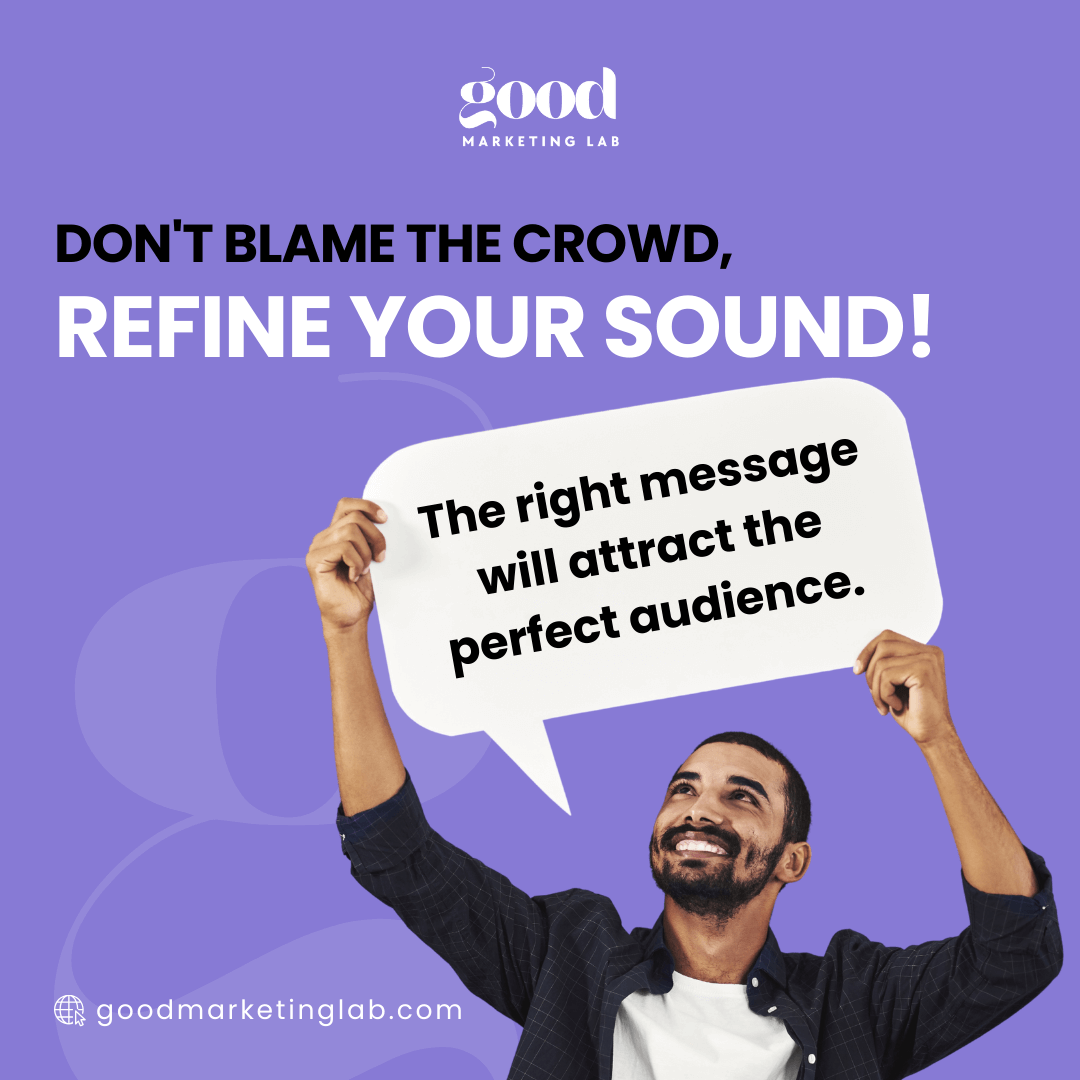 good
MARKETING LAB
DON'T BLAME THE CROWD,
REFINE YOUR SOUND!
The right message
will attract the
perfect audience.
goodmarketinglab.com